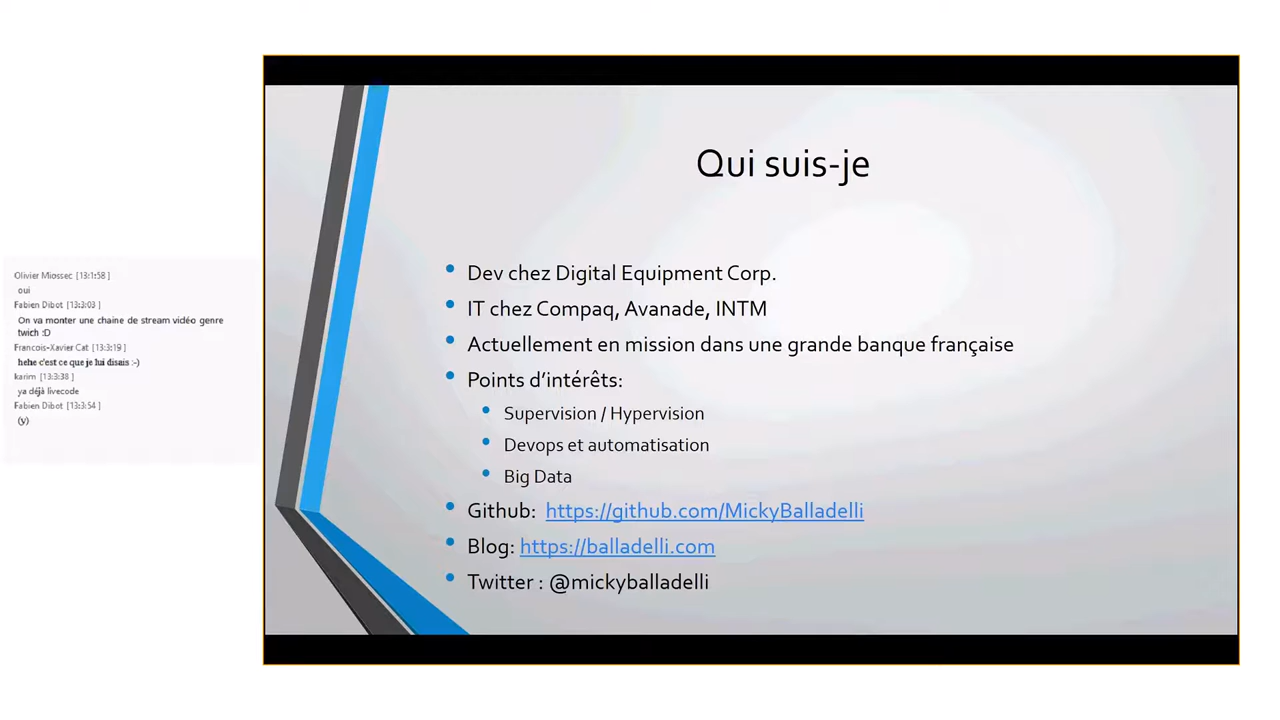 Olivier Miossec [13:1:58 ]
oui
Fabien Dibot [13:3:03 ]
On va monter une chaine de stream vidéo genre
twich :D
Francois-Xavier Cat [13:3:19 ]
hehe c'est ce que je lui disais :-)
karim [13:3:38 ]
ya déjà livecode
Fabien Dibot [13:3:54 ]
(y)
Qui suis-je
Dev chez Digital Equipment Corp.
IT chez Compaq, Avanade, INTM
Actuellement en mission dans une grande banque française
Points d'intérêts:
Supervision / Hypervision
Devops et automatisation
Big Data
Github: https://github.com/MickyBalladelli
Blog: https://balladelli.com
Twitter : @mickyballadelli